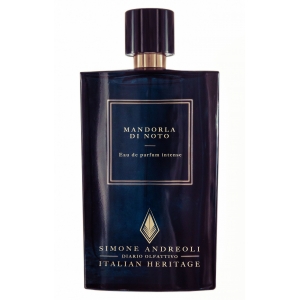 MANDORLA
DI NOTO
Eau de parfum intense
SIMONE ANDREOLI
DIARIO OLFATTIVO
ITALIAN HERITAGE